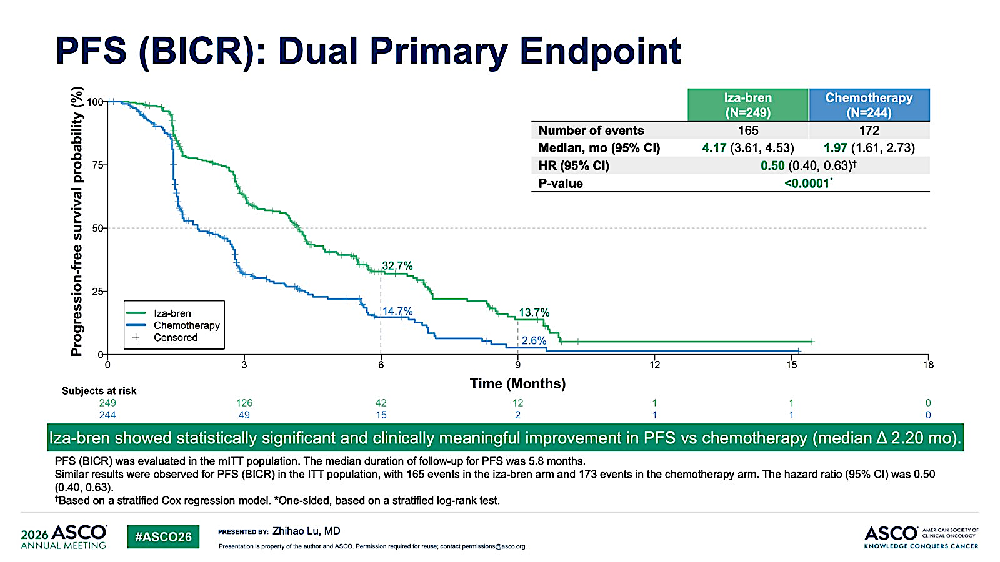 PFS (BICR): Dual Primary Endpoint
Progression-free survival probability (%)
100
75
50
25
0
Iza-bren
(N=249)
Chemotherapy
(N=244)
Number of events 165 172
Median, mo (95% CI) 4.17 (3.61, 4.53) 1.97 (1.61, 2.73)
HR (95% CI) 0.50 (0.40, 0.63)†
P-value <0.0001*
32.7%
14.7%
13.7%
2.6%
Iza-bren
Chemotherapy
+ Censored
0 3 6 9 12 15 18
Time (Months)
Subjects at risk
249 126 42 12 1 1 0
244 49 15 2 1 1 0
Iza-bren showed statistically significant and clinically meaningful improvement in PFS vs chemotherapy (median Δ 2.20 mo).
PFS (BICR) was evaluated in the mITT population. The median duration of follow-up for PFS was 5.8 months.
Similar results were observed for PFS (BICR) in the ITT population, with 165 events in the iza-bren arm and 173 events in the chemotherapy arm. The hazard ratio (95% CI) was 0.50
(0.40, 0.63).
†Based on a stratified Cox regression model. *One-sided, based on a stratified log-rank test.
2026 ASCO
ANNUAL MEETING
#ASCO26
PRESENTED BY: Zhihao Lu, MD
Presentation is property of the author and ASCO. Permission required for reuse; contact permissions@asco.org.
ASCO AMERICAN SOCIETY OF
CLINICAL ONCOLOGY
KNOWLEDGE CONQUERS CANCER